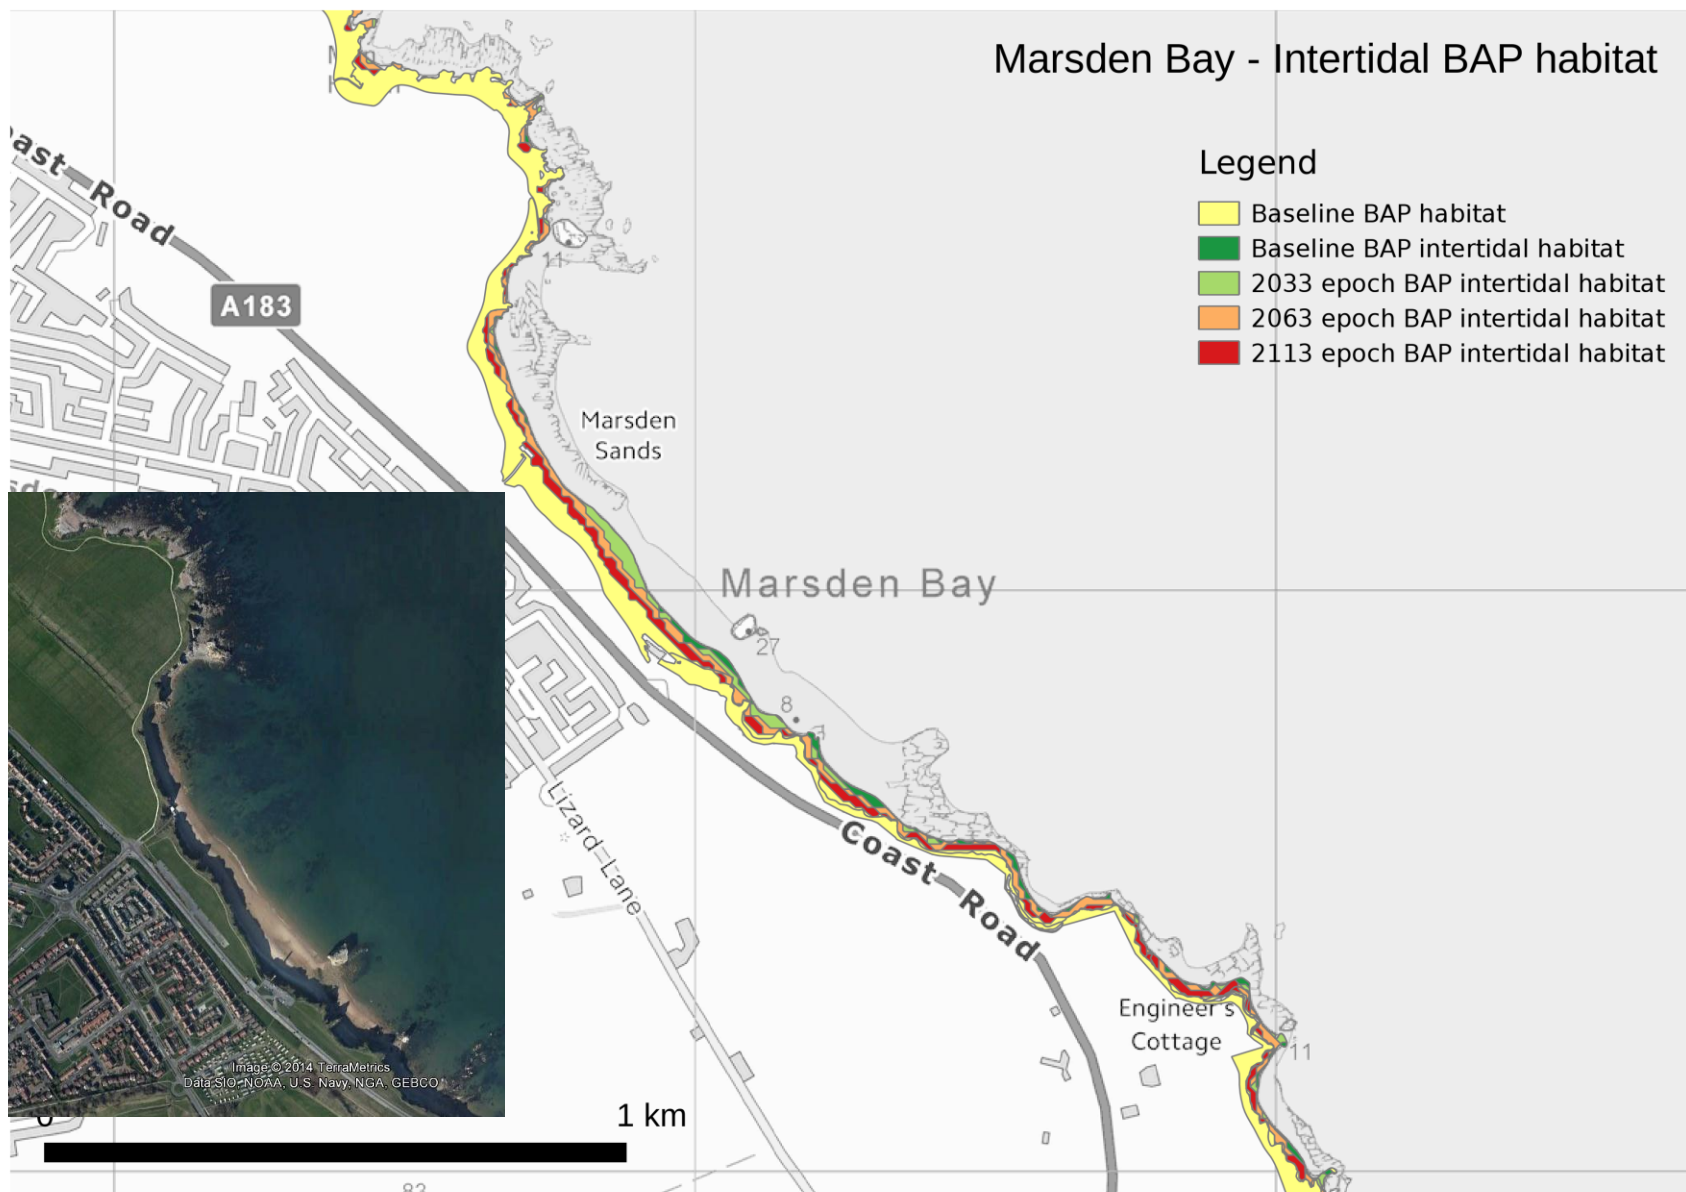 Marsden Bay - Intertidal BAP habitat
Legend
Baseline BAP habitat
Baseline BAP intertidal habitat
2033 epoch BAP intertidal habitat
2063 epoch BAP intertidal habitat
2113 epoch BAP intertidal habitat
Road
A183
11
Marsden
Sands
Marsden Bay
27
8
Lizard Lane
Coast Road
Engineer's
Cottage
11
Image © 2014 TerraMetrics
Data SIO, NOAA, U.S. Navy, NGA, GEBCO
0
1 km